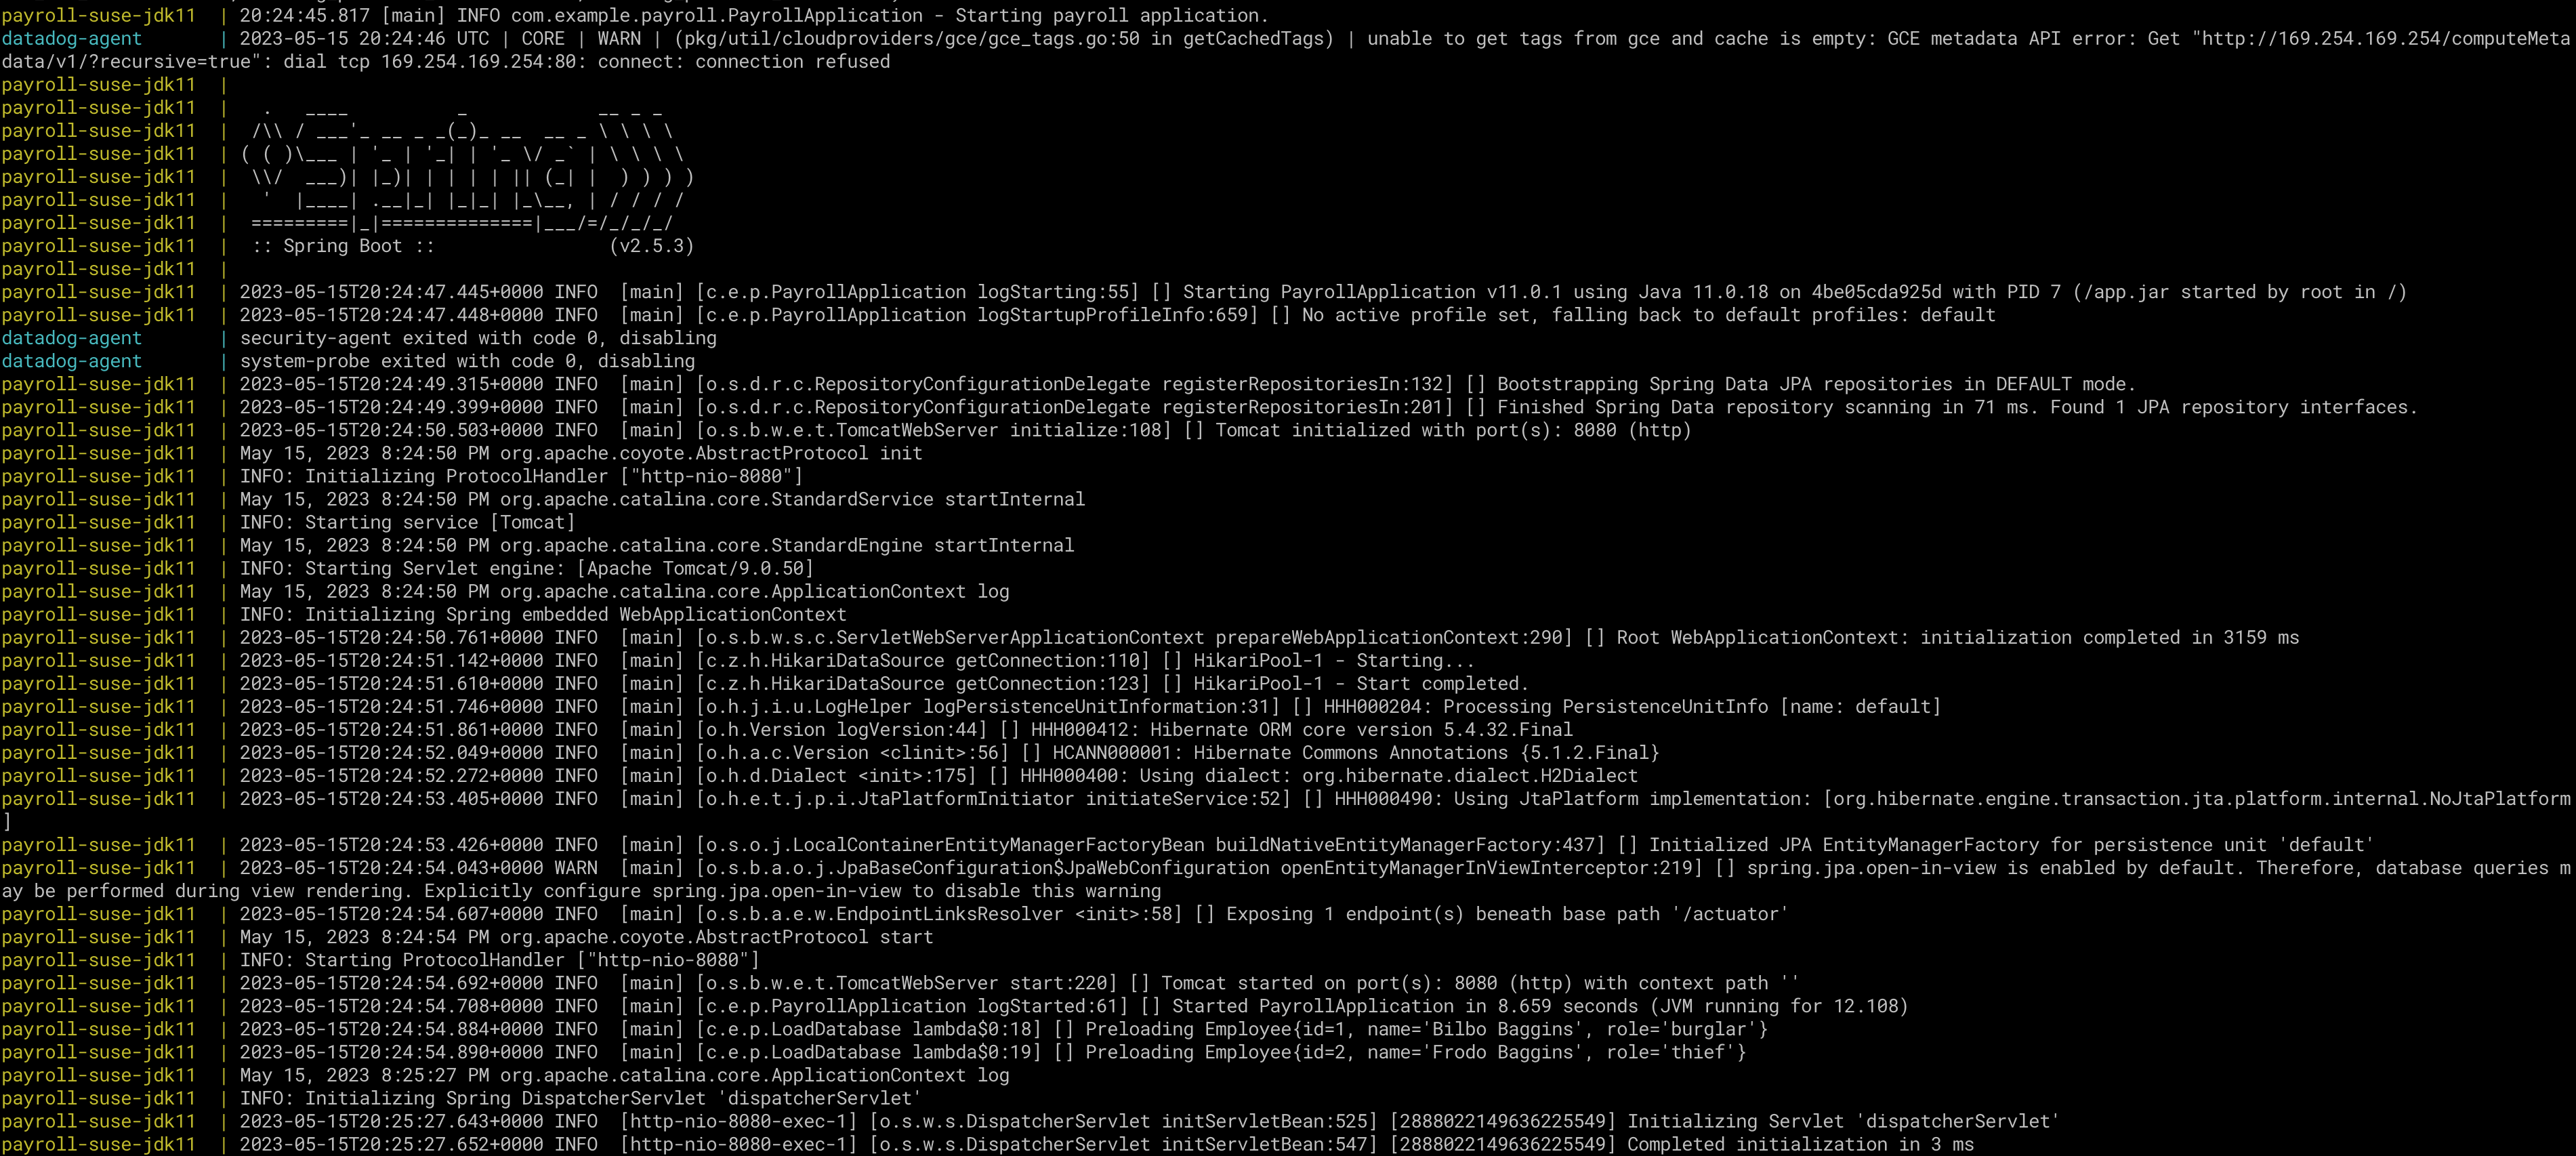 payroll-suse-jdk11  | 20:24:45.817 [main] INFO com.example.payroll.PayrollApplication - Starting payroll application.
datadog-agent       | 2023-05-15 20:24:46 UTC | CORE | WARN | (pkg/util/cloudproviders/gce/gce_tags.go:50 in getCachedTags) | unable to get tags from gce and cache is empty: GCE metadata API error: Get "http://169.254.169.254/computeMeta
data/v1/?recursive=true": dial tcp 169.254.169.254:80: connect: connection refused
payroll-suse-jdk11  |
payroll-suse-jdk11  |   .   ____          _            __ _ _
payroll-suse-jdk11  |  /\\ / ___'_ __ _ _(_)_ __  __ _ \ \ \ \
payroll-suse-jdk11  | ( ( )\___ | '_ | '_| | '_ \/ _` | \ \ \ \
payroll-suse-jdk11  |  \\/  ___)| |_)| | | | | || (_| |  ) ) ) )
payroll-suse-jdk11  |   '  |____| .__|_| |_|_| |_\__, | / / / /
payroll-suse-jdk11  |  =========|_|==============|___/=/_/_/_/
payroll-suse-jdk11  |  :: Spring Boot ::                (v2.5.3)
payroll-suse-jdk11  |
payroll-suse-jdk11  | 2023-05-15T20:24:47.445+0000 INFO  [main] [c.e.p.PayrollApplication logStarting:55] [] Starting PayrollApplication v11.0.1 using Java 11.0.18 on 4be05cda925d with PID 7 (/app.jar started by root in /)
payroll-suse-jdk11  | 2023-05-15T20:24:47.448+0000 INFO  [main] [c.e.p.PayrollApplication logStartupProfileInfo:659] [] No active profile set, falling back to default profiles: default
datadog-agent       | security-agent exited with code 0, disabling
datadog-agent       | system-probe exited with code 0, disabling
payroll-suse-jdk11  | 2023-05-15T20:24:49.315+0000 INFO  [main] [o.s.d.r.c.RepositoryConfigurationDelegate registerRepositoriesIn:132] [] Bootstrapping Spring Data JPA repositories in DEFAULT mode.
payroll-suse-jdk11  | 2023-05-15T20:24:49.399+0000 INFO  [main] [o.s.d.r.c.RepositoryConfigurationDelegate registerRepositoriesIn:201] [] Finished Spring Data repository scanning in 71 ms. Found 1 JPA repository interfaces.
payroll-suse-jdk11  | 2023-05-15T20:24:50.503+0000 INFO  [main] [o.s.b.w.e.t.TomcatWebServer initialize:108] [] Tomcat initialized with port(s): 8080 (http)
payroll-suse-jdk11  | May 15, 2023 8:24:50 PM org.apache.coyote.AbstractProtocol init
payroll-suse-jdk11  | INFO: Initializing ProtocolHandler ["http-nio-8080"]
payroll-suse-jdk11  | May 15, 2023 8:24:50 PM org.apache.catalina.core.StandardService startInternal
payroll-suse-jdk11  | INFO: Starting service [Tomcat]
payroll-suse-jdk11  | May 15, 2023 8:24:50 PM org.apache.catalina.core.StandardEngine startInternal
payroll-suse-jdk11  | INFO: Starting Servlet engine: [Apache Tomcat/9.0.50]
payroll-suse-jdk11  | May 15, 2023 8:24:50 PM org.apache.catalina.core.ApplicationContext log
payroll-suse-jdk11  | INFO: Initializing Spring embedded WebApplicationContext
payroll-suse-jdk11  | 2023-05-15T20:24:50.761+0000 INFO  [main] [o.s.b.w.s.c.ServletWebServerApplicationContext prepareWebApplicationContext:290] [] Root WebApplicationContext: initialization completed in 3159 ms
payroll-suse-jdk11  | 2023-05-15T20:24:51.142+0000 INFO  [main] [c.z.h.HikariDataSource getConnection:110] [] HikariPool-1 - Starting...
payroll-suse-jdk11  | 2023-05-15T20:24:51.610+0000 INFO  [main] [c.z.h.HikariDataSource getConnection:123] [] HikariPool-1 - Start completed.
payroll-suse-jdk11  | 2023-05-15T20:24:51.746+0000 INFO  [main] [o.h.j.i.u.LogHelper logPersistenceUnitInformation:31] [] HHH000204: Processing PersistenceUnitInfo [name: default]
payroll-suse-jdk11  | 2023-05-15T20:24:51.861+0000 INFO  [main] [o.h.Version logVersion:44] [] HHH000412: Hibernate ORM core version 5.4.32.Final
payroll-suse-jdk11  | 2023-05-15T20:24:52.049+0000 INFO  [main] [o.h.a.c.Version <clinit>:56] [] HCANN000001: Hibernate Commons Annotations {5.1.2.Final}
payroll-suse-jdk11  | 2023-05-15T20:24:52.272+0000 INFO  [main] [o.h.d.Dialect <init>:175] [] HHH000400: Using dialect: org.hibernate.dialect.H2Dialect
payroll-suse-jdk11  | 2023-05-15T20:24:53.405+0000 INFO  [main] [o.h.e.t.j.p.i.JtaPlatformInitiator initiateService:52] [] HHH000490: Using JtaPlatform implementation: [org.hibernate.engine.transaction.jta.platform.internal.NoJtaPlatform
]
payroll-suse-jdk11  | 2023-05-15T20:24:53.426+0000 INFO  [main] [o.s.o.j.LocalContainerEntityManagerFactoryBean buildNativeEntityManagerFactory:437] [] Initialized JPA EntityManagerFactory for persistence unit 'default'
payroll-suse-jdk11  | 2023-05-15T20:24:54.043+0000 WARN  [main] [o.s.b.a.o.j.JpaBaseConfiguration$JpaWebConfiguration openEntityManagerInViewInterceptor:219] [] spring.jpa.open-in-view is enabled by default. Therefore, database queries m
ay be performed during view rendering. Explicitly configure spring.jpa.open-in-view to disable this warning
payroll-suse-jdk11  | 2023-05-15T20:24:54.607+0000 INFO  [main] [o.s.b.a.e.w.EndpointLinksResolver <init>:58] [] Exposing 1 endpoint(s) beneath base path '/actuator'
payroll-suse-jdk11  | May 15, 2023 8:24:54 PM org.apache.coyote.AbstractProtocol start
payroll-suse-jdk11  | INFO: Starting ProtocolHandler ["http-nio-8080"]
payroll-suse-jdk11  | 2023-05-15T20:24:54.692+0000 INFO  [main] [o.s.b.w.e.t.TomcatWebServer start:220] [] Tomcat started on port(s): 8080 (http) with context path ''
payroll-suse-jdk11  | 2023-05-15T20:24:54.708+0000 INFO  [main] [c.e.p.PayrollApplication logStarted:61] [] Started PayrollApplication in 8.659 seconds (JVM running for 12.108)
payroll-suse-jdk11  | 2023-05-15T20:24:54.884+0000 INFO  [main] [c.e.p.LoadDatabase lambda$0:18] [] Preloading Employee{id=1, name='Bilbo Baggins', role='burglar'}
payroll-suse-jdk11  | 2023-05-15T20:24:54.890+0000 INFO  [main] [c.e.p.LoadDatabase lambda$0:19] [] Preloading Employee{id=2, name='Frodo Baggins', role='thief'}
payroll-suse-jdk11  | May 15, 2023 8:25:27 PM org.apache.catalina.core.ApplicationContext log
payroll-suse-jdk11  | INFO: Initializing Spring DispatcherServlet 'dispatcherServlet'
payroll-suse-jdk11  | 2023-05-15T20:25:27.643+0000 INFO  [http-nio-8080-exec-1] [o.s.w.s.DispatcherServlet initServletBean:525] [2888022149636225549] Initializing Servlet 'dispatcherServlet'
payroll-suse-jdk11  | 2023-05-15T20:25:27.652+0000 INFO  [http-nio-8080-exec-1] [o.s.w.s.DispatcherServlet initServletBean:547] [2888022149636225549] Completed initialization in 3 ms